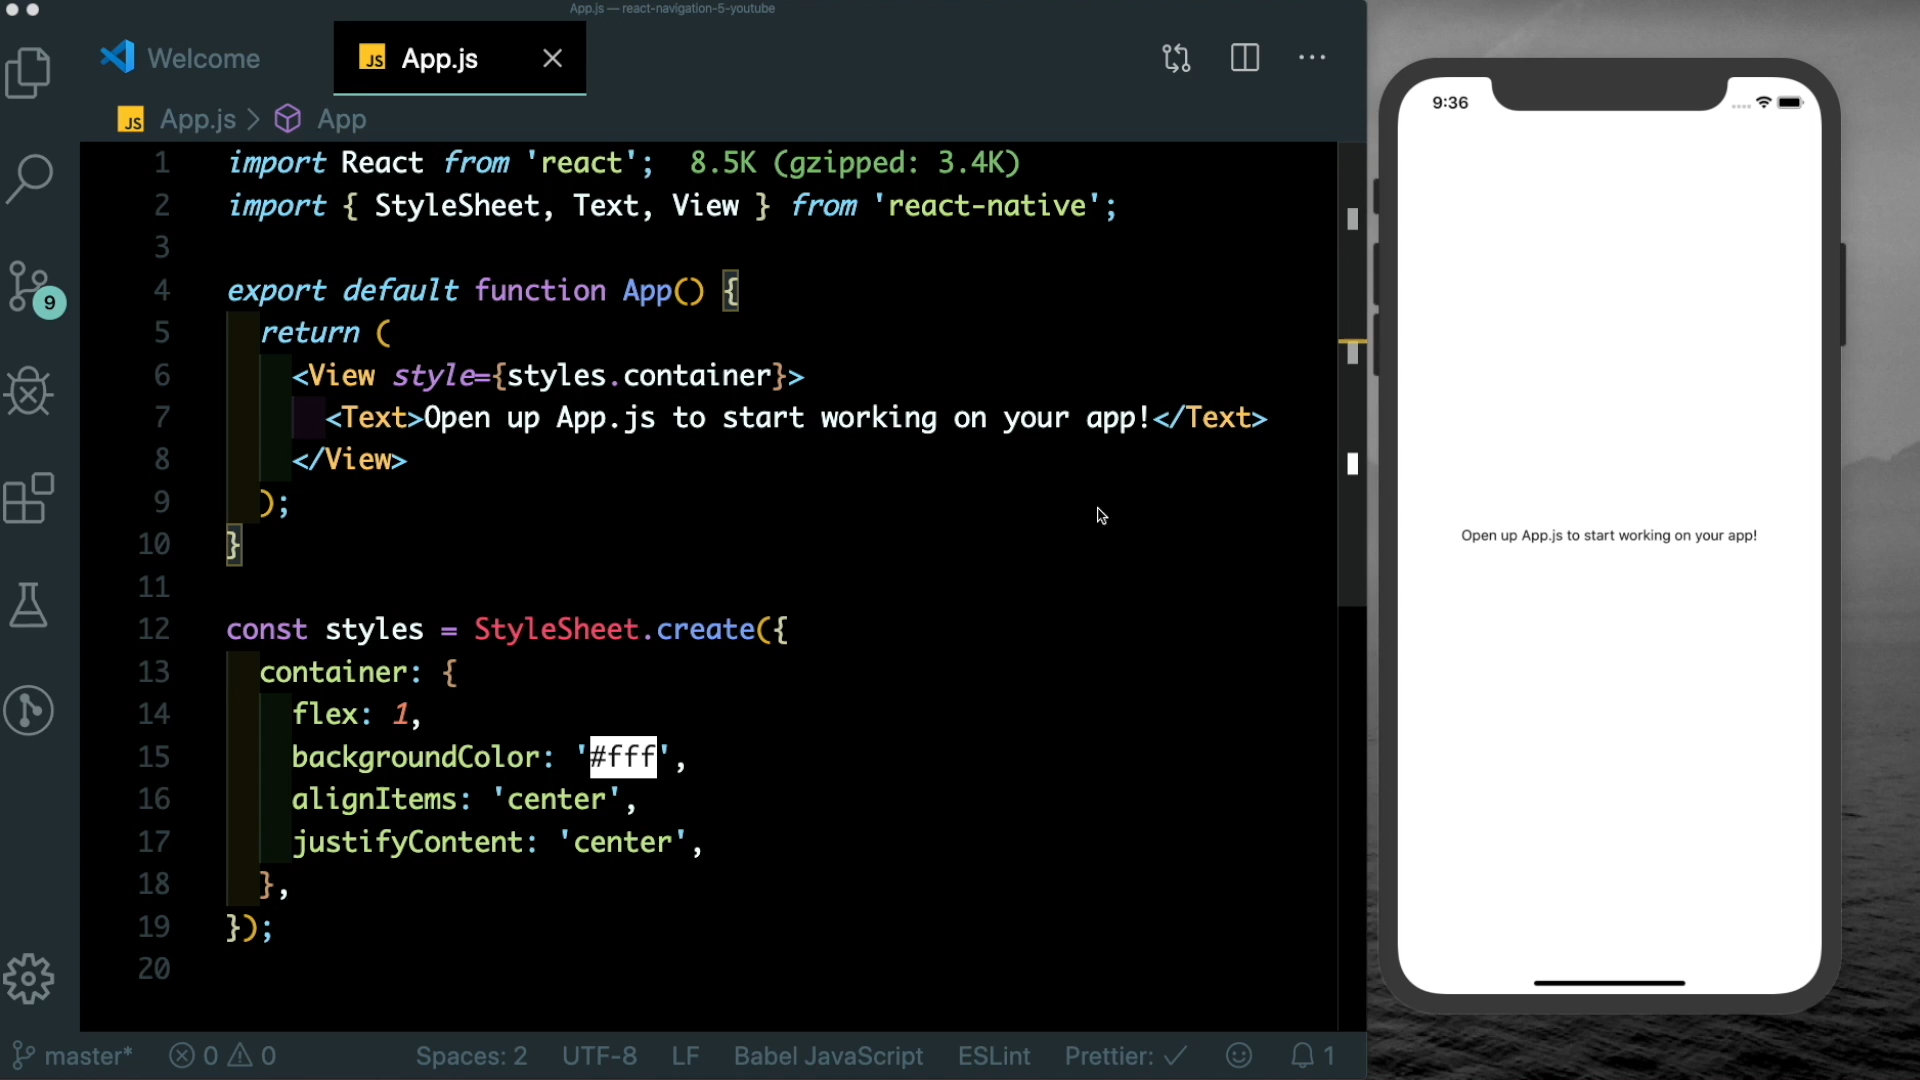 App.js — react-navigation-5-youtube
Welcome
JS App.js
JS App.js > App
1 import React from 'react'; 8.5K (gzipped: 3.4K)
2 import { StyleSheet, Text, View } from 'react-native';
3
4 export default function App() {
5 return (
6 <View style={styles.container}>
7 <Text>Open up App.js to start working on your app!</Text>
8 </View>
9 );
10 }
11
12 const styles = StyleSheet.create({
13 container: {
14 flex: 1,
15 backgroundColor: '#fff',
16 alignItems: 'center',
17 justifyContent: 'center',
18 },
19 });
20
9
master* 0 0 Spaces: 2 UTF-8 LF Babel JavaScript ESLint Prettier: ✓ 1
9:36
Open up App.js to start working on your app!